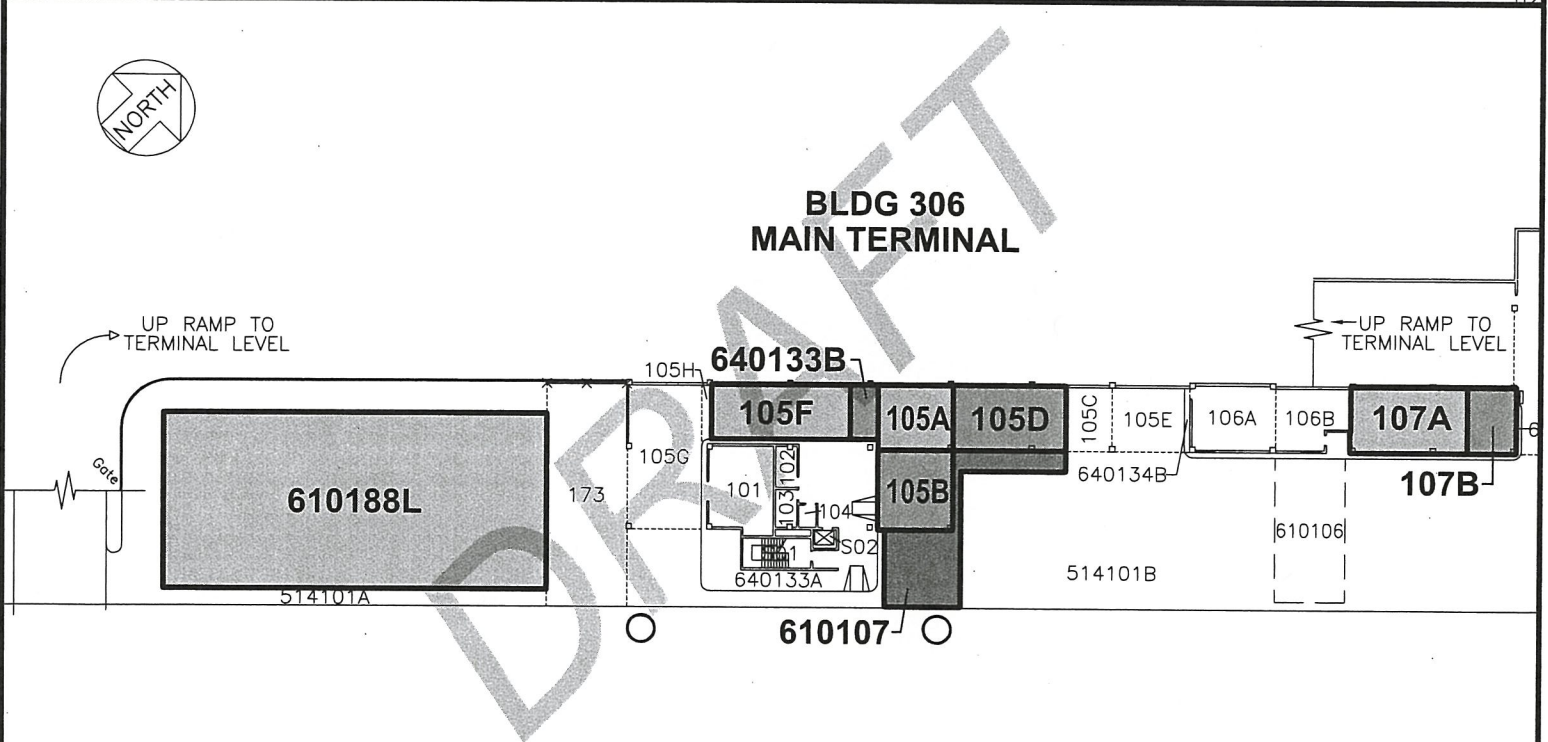 NORTH
BLDG 306
MAIN TERMINAL
UP RAMP TO
TERMINAL LEVEL
UP RAMP TO
TERMINAL LEVEL
640133B
105H
105F
105A
105D
105C
105E
106A
106B
107A
105G
Gate
610188L
173
101
102
103
104
105B
640134B
107B
S02
1
640133A
610106
514101B
514101A
610107
DRAFT